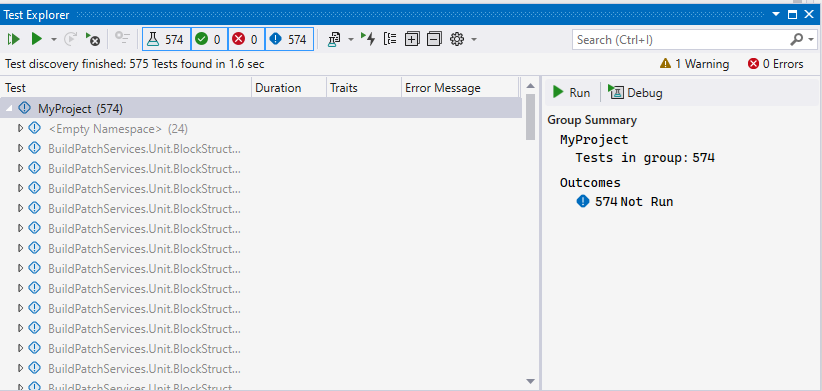 Test Explorer
574 0 0 574
Search (Ctrl+I)
Test discovery finished: 575 Tests found in 1.6 sec
1 Warning 0 Errors
Test Duration Traits Error Message
MyProject (574)
<Empty Namespace> (24)
BuildPatchServices.Unit.BlockStruct...
BuildPatchServices.Unit.BlockStruct...
BuildPatchServices.Unit.BlockStruct...
BuildPatchServices.Unit.BlockStruct...
BuildPatchServices.Unit.BlockStruct...
BuildPatchServices.Unit.BlockStruct...
BuildPatchServices.Unit.BlockStruct...
BuildPatchServices.Unit.BlockStruct...
BuildPatchServices.Unit.BlockStruct...
BuildPatchServices.Unit.BlockStruct...
BuildPatchServices.Unit.BlockStruct...
BuildPatchServices.Unit.BlockStruct...
BuildPatchServices.Unit.BlockStruct...
Run Debug
Group Summary
MyProject
Tests in group: 574
Outcomes
574 Not Run